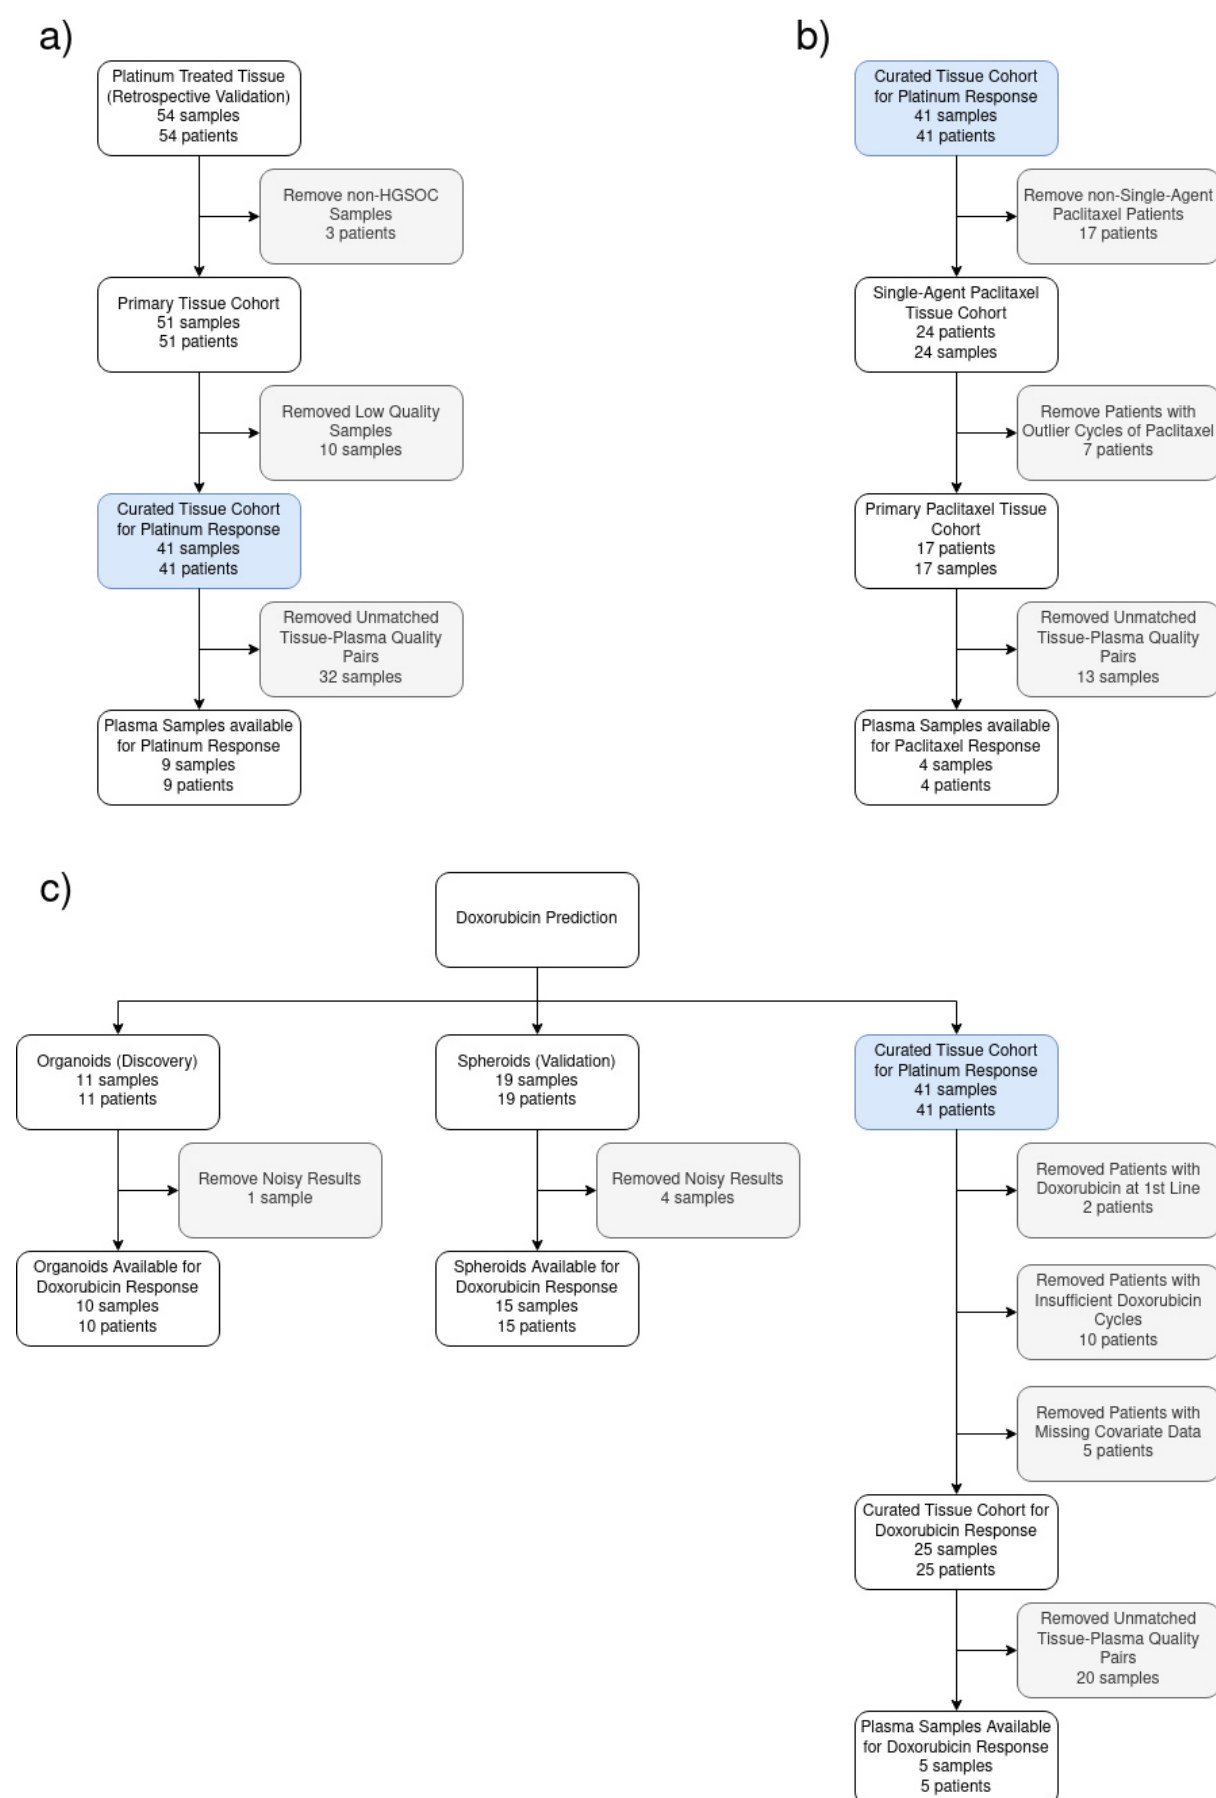 a)
Platinum Treated Tissue
(Retrospective Validation)
54 samples
54 patients
Remove non-HGSOC
Samples
3 patients
Primary Tissue Cohort
51 samples
51 patients
Removed Low Quality
Samples
10 samples
Curated Tissue Cohort
for Platinum Response
41 samples
41 patients
Removed Unmatched
Tissue-Plasma Quality
Pairs
32 samples
Plasma Samples available
for Platinum Response
9 samples
9 patients
b)
Curated Tissue Cohort
for Platinum Response
41 samples
41 patients
Remove non-Single-Agent
Paclitaxel Patients
17 patients
Single-Agent Paclitaxel
Tissue Cohort
24 patients
24 samples
Remove Patients with
Outlier Cycles of Paclitaxel
7 patients
Primary Paclitaxel Tissue
Cohort
17 patients
17 samples
Removed Unmatched
Tissue-Plasma Quality
Pairs
13 samples
Plasma Samples available
for Paclitaxel Response
4 samples
4 patients
c)
Doxorubicin Prediction
Organoids (Discovery)
11 samples
11 patients
Remove Noisy Results
1 sample
Organoids Available for
Doxorubicin Response
10 samples
10 patients
Spheroids (Validation)
19 samples
19 patients
Removed Noisy Results
4 samples
Spheroids Available for
Doxorubicin Response
15 samples
15 patients
Curated Tissue Cohort
for Platinum Response
41 samples
41 patients
Removed Patients with
Doxorubicin at 1st Line
2 patients
Removed Patients with
Insufficient Doxorubicin
Cycles
10 patients
Removed Patients with
Missing Covariate Data
5 patients
Curated Tissue Cohort for
Doxorubicin Response
25 samples
25 patients
Removed Unmatched
Tissue-Plasma Quality
Pairs
20 samples
Plasma Samples Available
for Doxorubicin Response
5 samples
5 patients